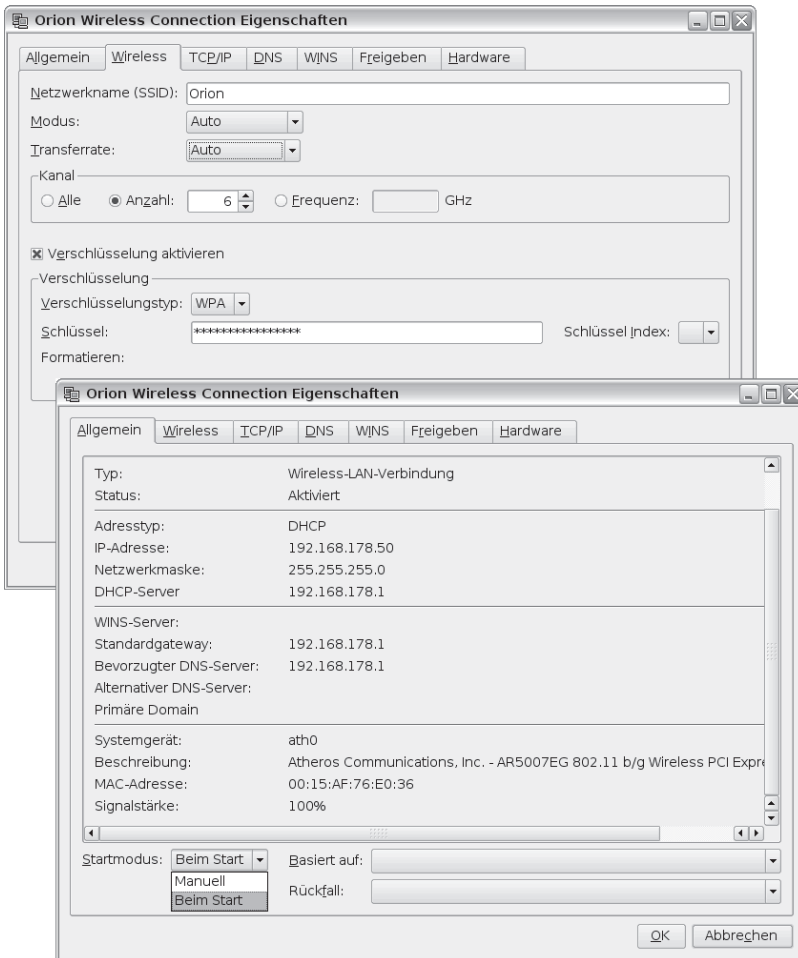 Orion Wireless Connection Eigenschaften
Allgemein Wireless TCP/IP DNS WINS Freigeben Hardware
Netzwerkname (SSID): Orion
Modus: Auto
Transferrate: Auto
Kanal
Alle Anzahl: 6 Frequenz: GHz
Verschlüsselung aktivieren
Verschlüsselung
Verschlüsselungstyp: WPA
Schlüssel: **************** Schlüssel Index:
Formatieren:
Orion Wireless Connection Eigenschaften
Allgemein Wireless TCP/IP DNS WINS Freigeben Hardware
Typ: Wireless-LAN-Verbindung
Status: Aktiviert
Adresstyp: DHCP
IP-Adresse: 192.168.178.50
Netzwerkmaske: 255.255.255.0
DHCP-Server 192.168.178.1
WINS-Server:
Standardgateway: 192.168.178.1
Bevorzugter DNS-Server: 192.168.178.1
Alternativer DNS-Server:
Primäre Domain
Systemgerät: ath0
Beschreibung: Atheros Communications, Inc. - AR5007EG 802.11 b/g Wireless PCI Expre
MAC-Adresse: 00:15:AF:76:E0:36
Signalstärke: 100%
Startmodus: Beim Start Basiert auf:
Manuell
Beim Start Rückfall:
OK Abbrechen